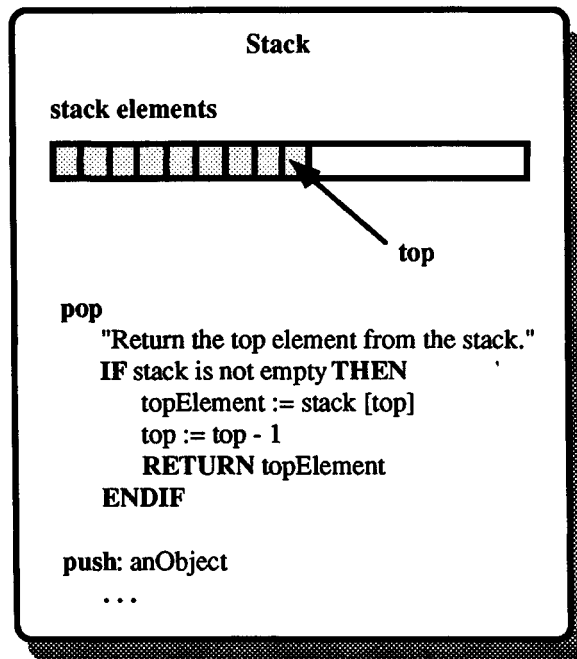 Stack
stack elements
top
pop
"Return the top element from the stack."
IF stack is not empty THEN
topElement := stack [top]
top := top - 1
RETURN topElement
ENDIF
push: anObject
. . .